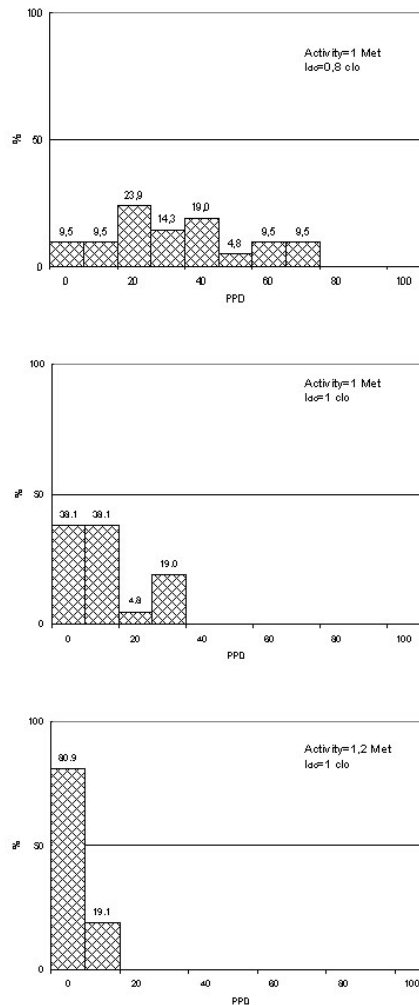 100
Activity=1 Met
Iclo=0,8 clo
50
%
23,9
19,0
14,3
9,5 9,5 4,8 9,5 9,5
0
0 20 40 60 80 100
PPD
100
Activity=1 Met
Iclo=1 clo
50
%
38.1 38.1
19.0
4.8
0
0 20 40 60 80 100
PPD
100
Activity=1,2 Met
Iclo=1 clo
80.9
50
%
19.1
0
0 20 40 60 80 100
PPD